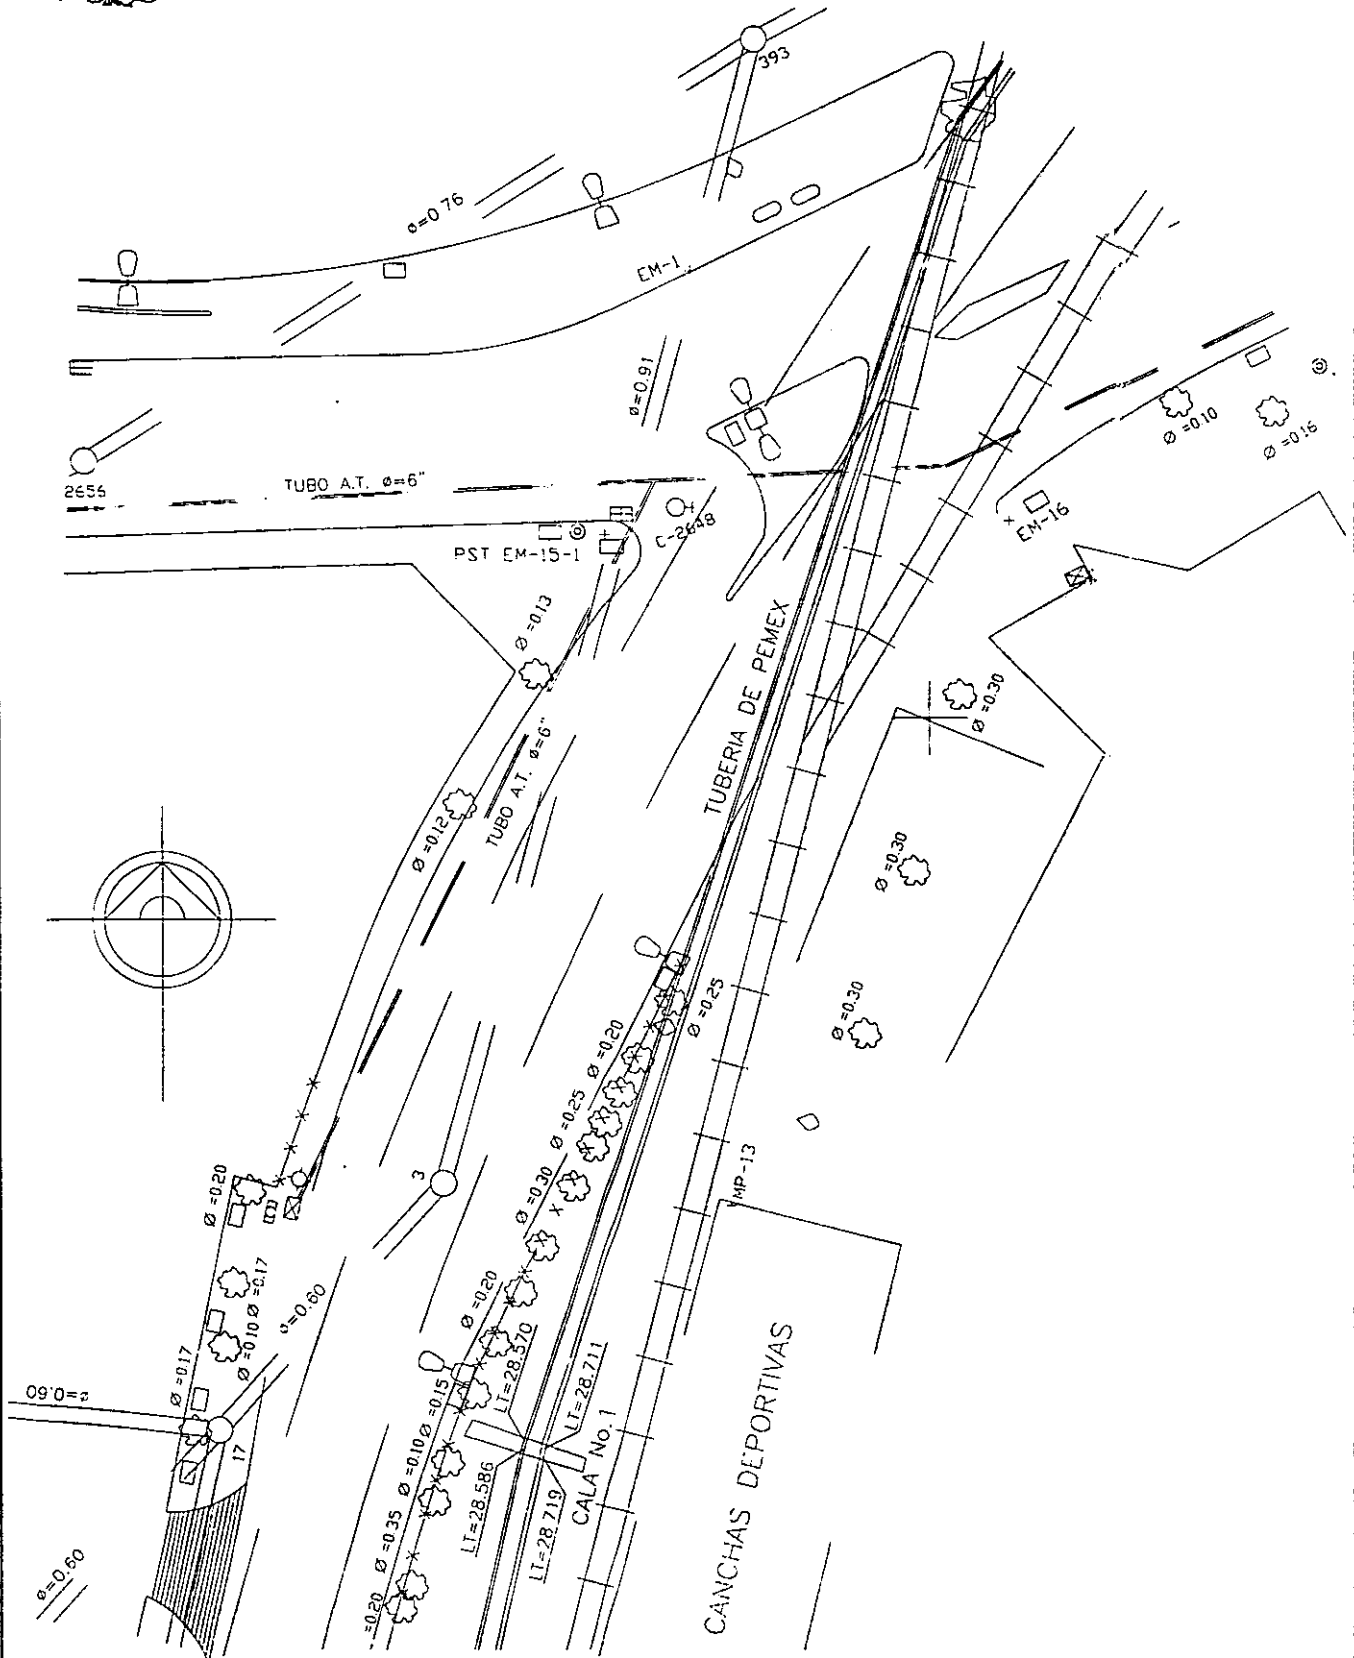 393
ø=0.76
EM-1
ø=0.91
Ø =0.10
Ø =0.16
2656
TUBO A.T. ø=6"
EM-16
C-2648
PST EM-15-1
Ø =0.13
TUBERIA DE PEMEX
Ø =0.30
TUBO A.T. ø=6"
Ø =0.12
Ø =0.30
Ø =0.30
Ø =0.25
Ø =0.20
Ø =0.25
3
MP-13
Ø =0.20
Ø =0.30
Ø =0.17
Ø =0.10
ø=0.60
Ø =0.20
LT=28.570
LT=28.711
Ø =0.17
ø=0.60
Ø =0.15
Ø =0.10
17
LT=28.586
LT=28.719
CALA No. 1
CANCHAS DEPORTIVAS
Ø =0.35
=0.20
ø=0.60